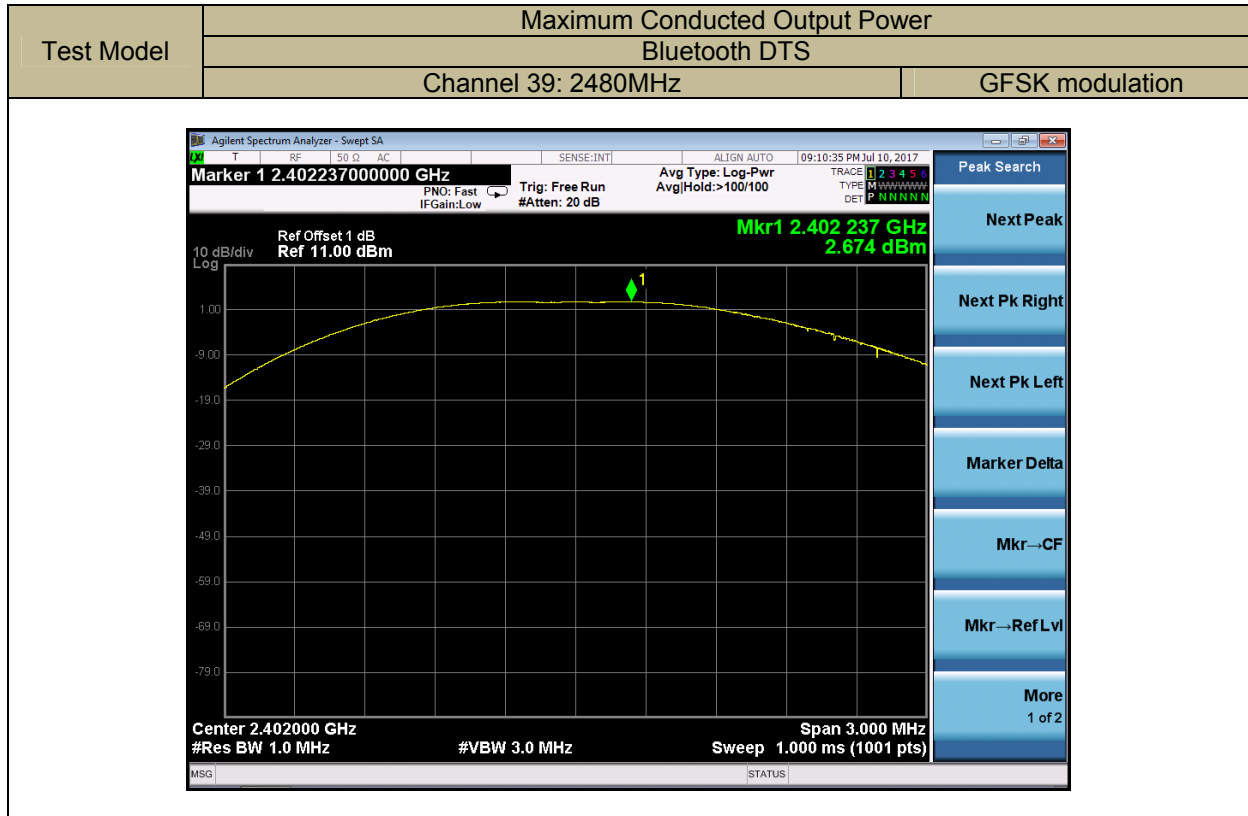 Test Model
Maximum Conducted Output Power
Bluetooth DTS
Channel 39: 2480MHz
GFSK modulation
Agilent Spectrum Analyzer - Swept SA
LXI T RF 50 Ω AC SENSE:INT ALIGN AUTO 09:10:35 PM Jul 10, 2017
Marker 1 2.402237000000 GHz
PNO: Fast
IFGain:Low
Trig: Free Run
#Atten: 20 dB
Avg Type: Log-Pwr
Avg|Hold:>100/100
TRACE 1 2 3 4 5 6
TYPE M WWWWW
DET P N N N N N
Mkr1 2.402 237 GHz
2.674 dBm
Ref Offset 1 dB
10 dB/div Ref 11.00 dBm
Log
1
1.00
-9.00
-19.0
-29.0
-39.0
-49.0
-59.0
-69.0
-79.0
Center 2.402000 GHz
Span 3.000 MHz
#Res BW 1.0 MHz
#VBW 3.0 MHz
Sweep 1.000 ms (1001 pts)
MSG
STATUS
Peak Search
Next Peak
Next Pk Right
Next Pk Left
Marker Delta
Mkr→CF
Mkr→Ref Lvl
More
1 of 2